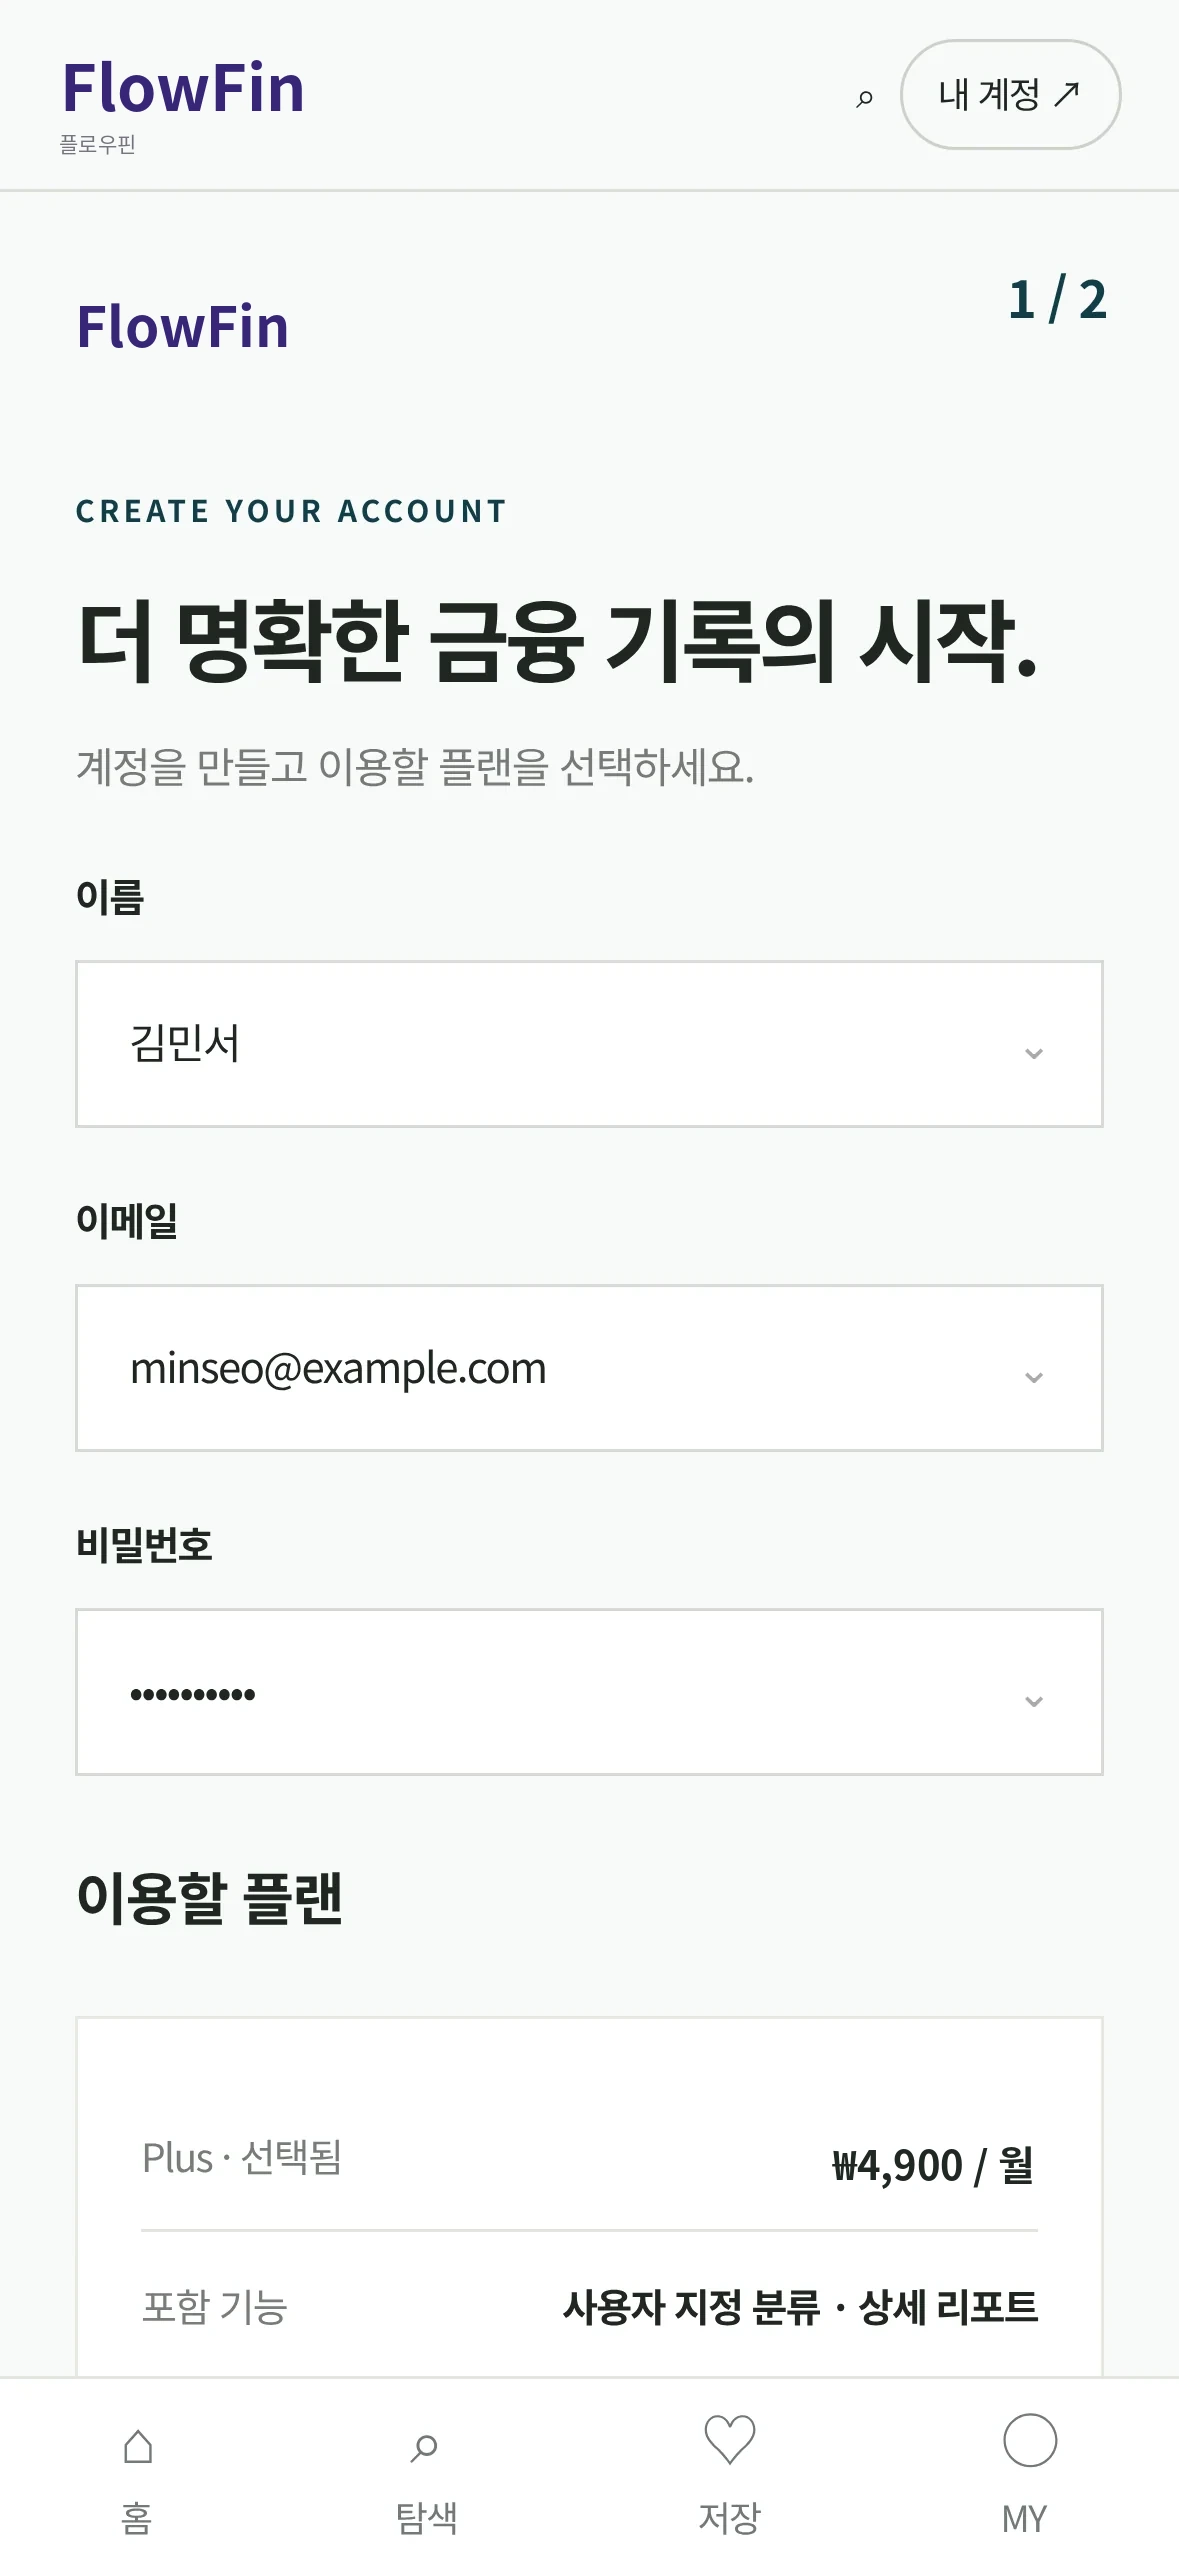 FlowFin
플로우핀
내 계정 ↗
FlowFin
1 / 2
CREATE YOUR ACCOUNT
더 명확한 금융 기록의 시작.
계정을 만들고 이용할 플랜을 선택하세요.
이름
김민서
이메일
minseo@example.com
비밀번호
••••••••••
이용할 플랜
Plus · 선택됨
₩4,900 / 월
포함 기능
사용자 지정 분류 · 상세 리포트
홈
탐색
저장
MY